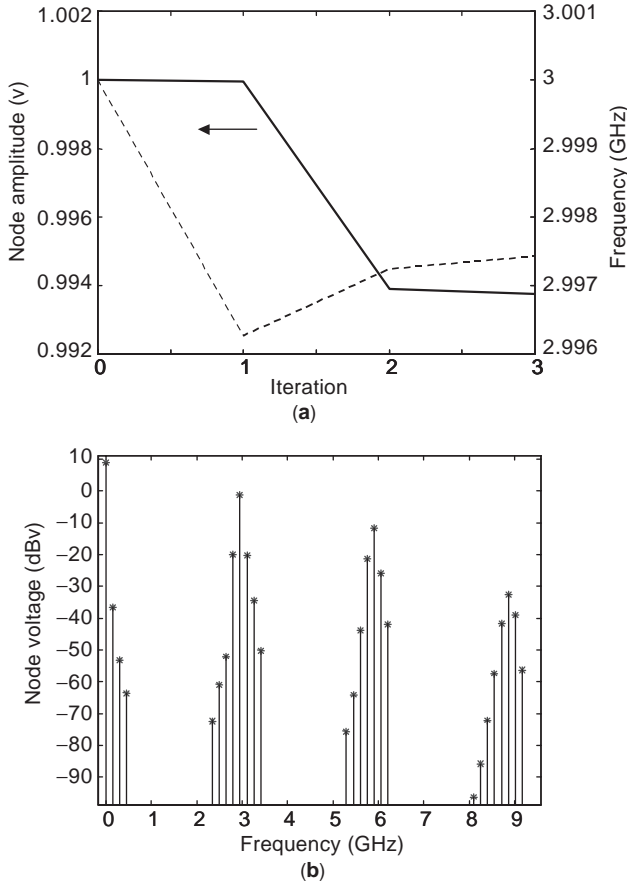 1.002
1
0.998
0.996
0.994
0.992
Node amplitude (v)
3.001
3
2.999
2.998
2.997
2.996
Frequency (GHz)
0 1 2 3
Iteration
(a)
10
0
−10
−20
−30
−40
−50
−60
−70
−80
−90
Node voltage (dBv)
0 1 2 3 4 5 6 7 8 9
Frequency (GHz)
(b)